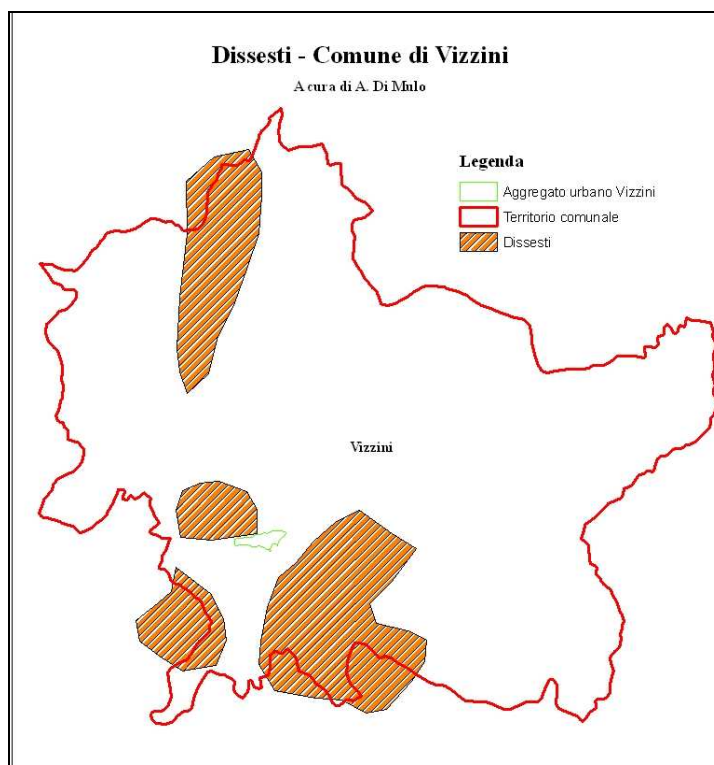 Dissesti - Comune di Vizzini
A cura di A. Di Mulo
Legenda
Aggregato urbano Vizzini
Territorio comunale
Dissesti
Vizzini